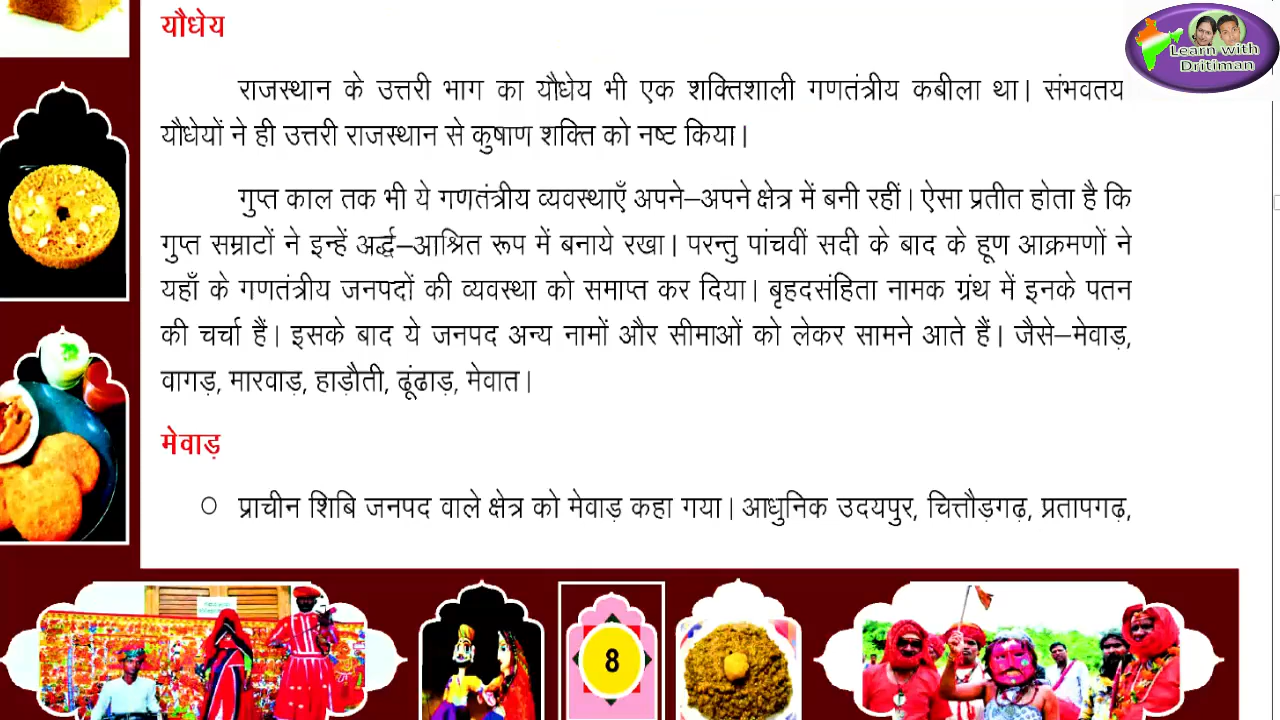 यौधेय
Learn with
Dritiman
राजस्थान के उत्तरी भाग का यौधेय भी एक शक्तिशाली गणतंत्रीय कबीला था। संभवतय
यौधेयों ने ही उत्तरी राजस्थान से कुषाण शक्ति को नष्ट किया।
गुप्त काल तक भी ये गणतंत्रीय व्यवस्थाएँ अपने–अपने क्षेत्र में बनी रहीं। ऐसा प्रतीत होता है कि
गुप्त सम्राटों ने इन्हें अर्द्ध–आश्रित रूप में बनाये रखा। परन्तु पांचवीं सदी के बाद के हूण आक्रमणों ने
यहाँ के गणतंत्रीय जनपदों की व्यवस्था को समाप्त कर दिया। बृहदसंहिता नामक ग्रंथ में इनके पतन
की चर्चा हैं। इसके बाद ये जनपद अन्य नामों और सीमाओं को लेकर सामने आते हैं। जैसे–मेवाड़,
वागड़, मारवाड़, हाड़ौती, ढूंढाड़, मेवात।
मेवाड़
○ प्राचीन शिबि जनपद वाले क्षेत्र को मेवाड़ कहा गया। आधुनिक उदयपुर, चित्तौड़गढ़, प्रतापगढ़,
8